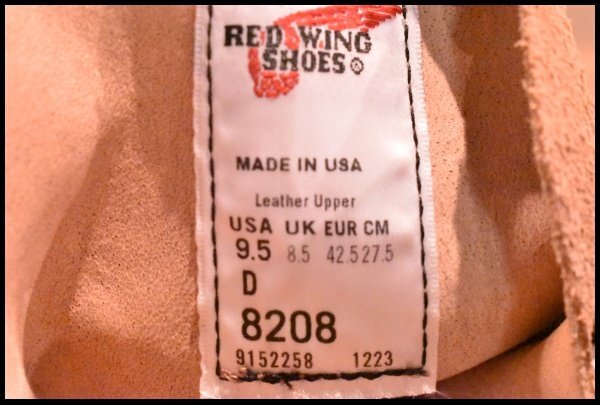 RED WING
SHOES®
MADE IN USA
Leather Upper
USA UK EUR CM
9.5 8.5 42.5 27.5
D
8208
9152258 1223